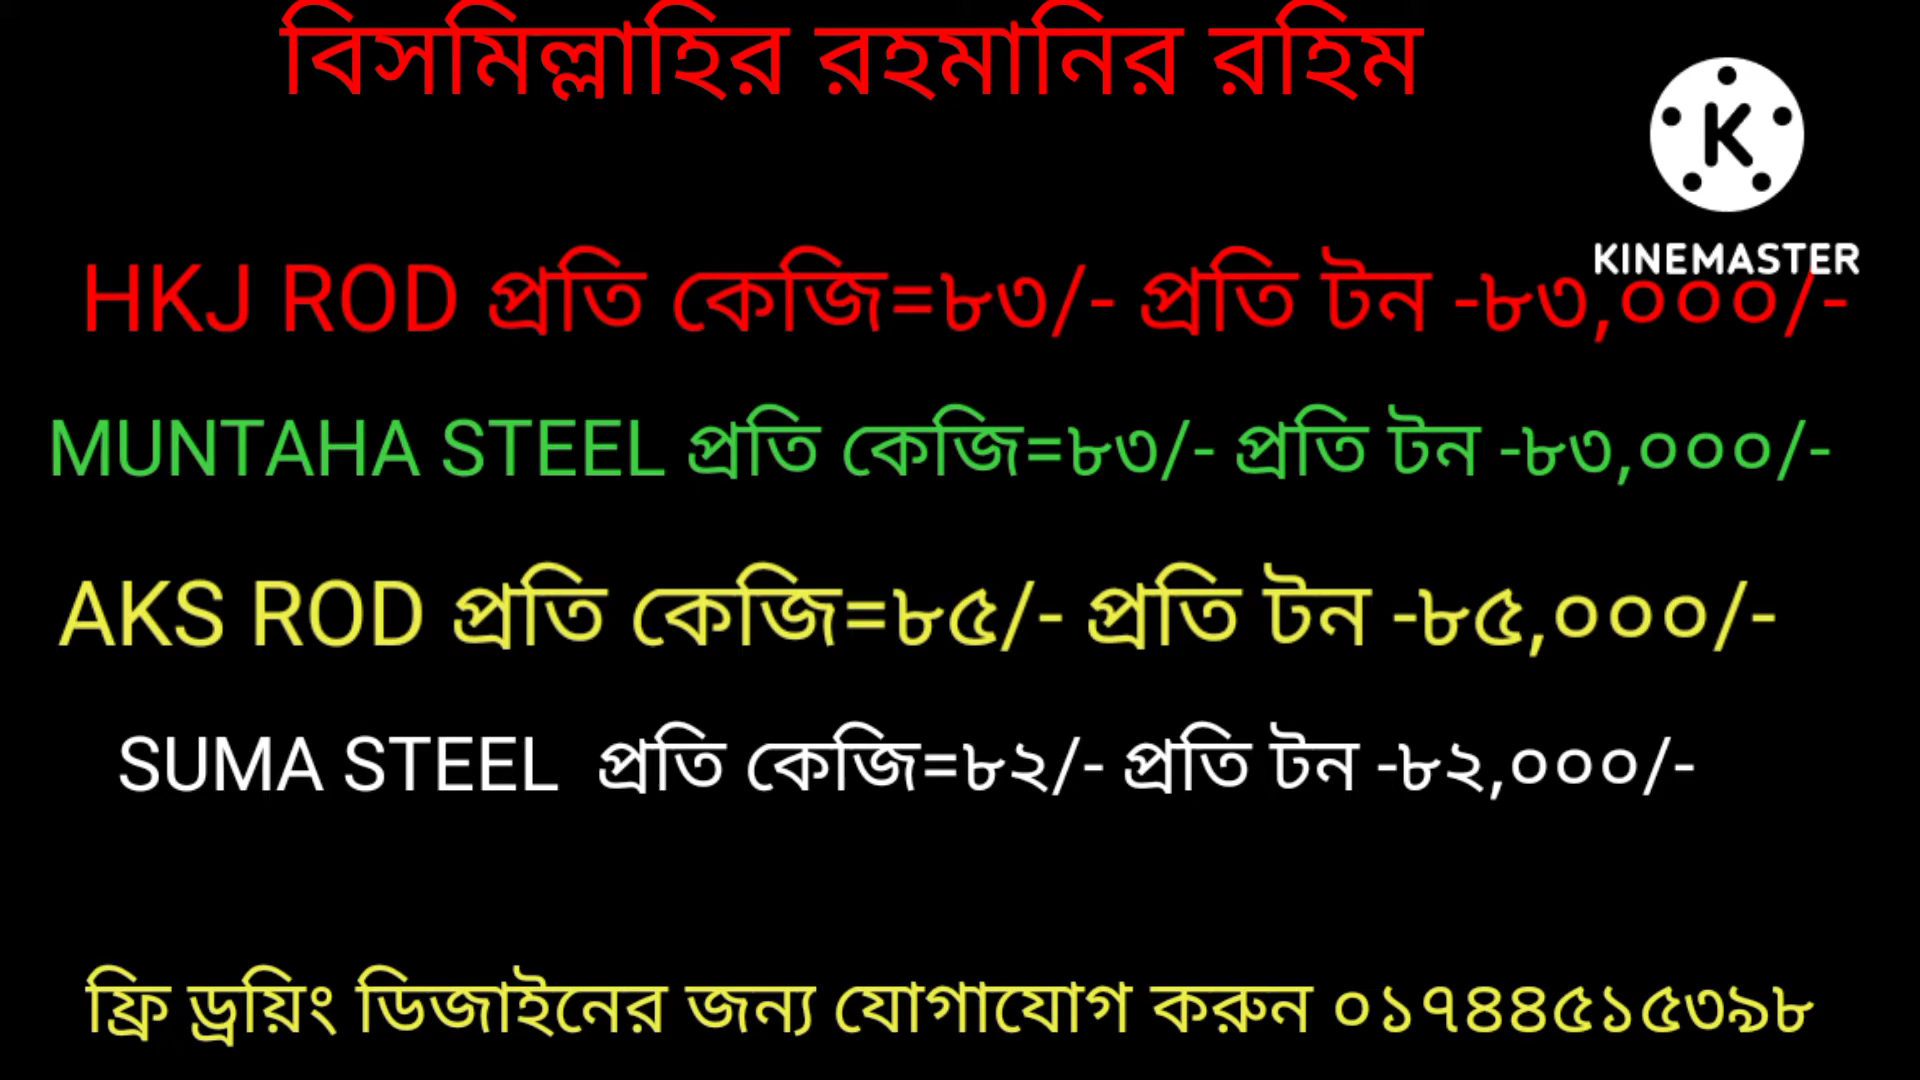 বিসমিল্লাহির রহমানির রহিম
K
KINEMASTER
HKJ ROD প্রতি কেজি=৮৩/- প্রতি টন -৮৩,০০০/-
MUNTAHA STEEL প্রতি কেজি=৮৩/- প্রতি টন -৮৩,০০০/-
AKS ROD প্রতি কেজি=৮৫/- প্রতি টন -৮৫,০০০/-
SUMA STEEL  প্রতি কেজি=৮২/- প্রতি টন -৮২,০০০/-
ফ্রি ড্রয়িং ডিজাইনের জন্য যোগাযোগ করুন ০১৭৪৪৫১৫৩৯৮